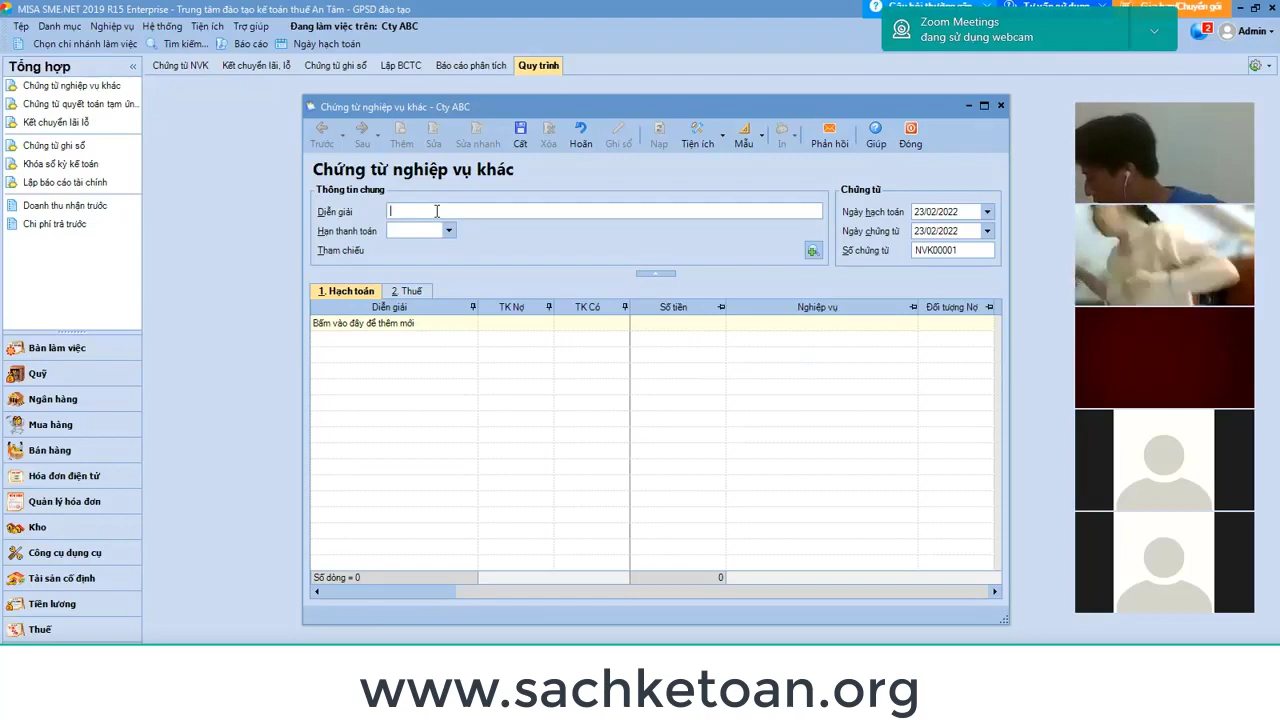 MISA SME.NET 2019 R15 Enterprise - Trung tâm đào tạo kế toán thuế An Tâm - GPSD đào tạo
Tệp Danh mục Nghiệp vụ Hệ thống Tiện ích Trợ giúp Đang làm việc trên: Cty ABC
Zoom Meetings
đang sử dụng webcam
2 Admin
Chọn chi nhánh làm việc Tìm kiếm... Báo cáo Ngày hạch toán
Tổng hợp
Chứng từ NVK Kết chuyển lãi, lỗ Chứng từ ghi sổ Lập BCTC Báo cáo phân tích Quy trình
Chứng từ nghiệp vụ khác
Chứng từ quyết toán tạm ứn...
Kết chuyển lãi lỗ
Chứng từ ghi sổ
Khóa sổ kỳ kế toán
Lập báo cáo tài chính
Doanh thu nhận trước
Chi phí trả trước
Bàn làm việc
Quỹ
Ngân hàng
Mua hàng
Bán hàng
Hóa đơn điện tử
Quản lý hóa đơn
Kho
Công cụ dụng cụ
Tài sản cố định
Tiền lương
Thuế
Chứng từ nghiệp vụ khác - Cty ABC
Trước Sau Thêm Sửa Sửa nhanh Cất Xóa Hoãn Ghi sổ Nạp Tiện ích Mẫu In Phản hồi Giúp Đóng
Chứng từ nghiệp vụ khác
Thông tin chung
Diễn giải
Hạn thanh toán
Tham chiếu
Chứng từ
Ngày hạch toán 23/02/2022
Ngày chứng từ 23/02/2022
Số chứng từ NVK00001
1. Hạch toán 2. Thuế
Diễn giải TK Nợ TK Có Số tiền Nghiệp vụ Đối tượng Nợ
Bấm vào đây để thêm mới
Số dòng = 0 0
www.sachketoan.org